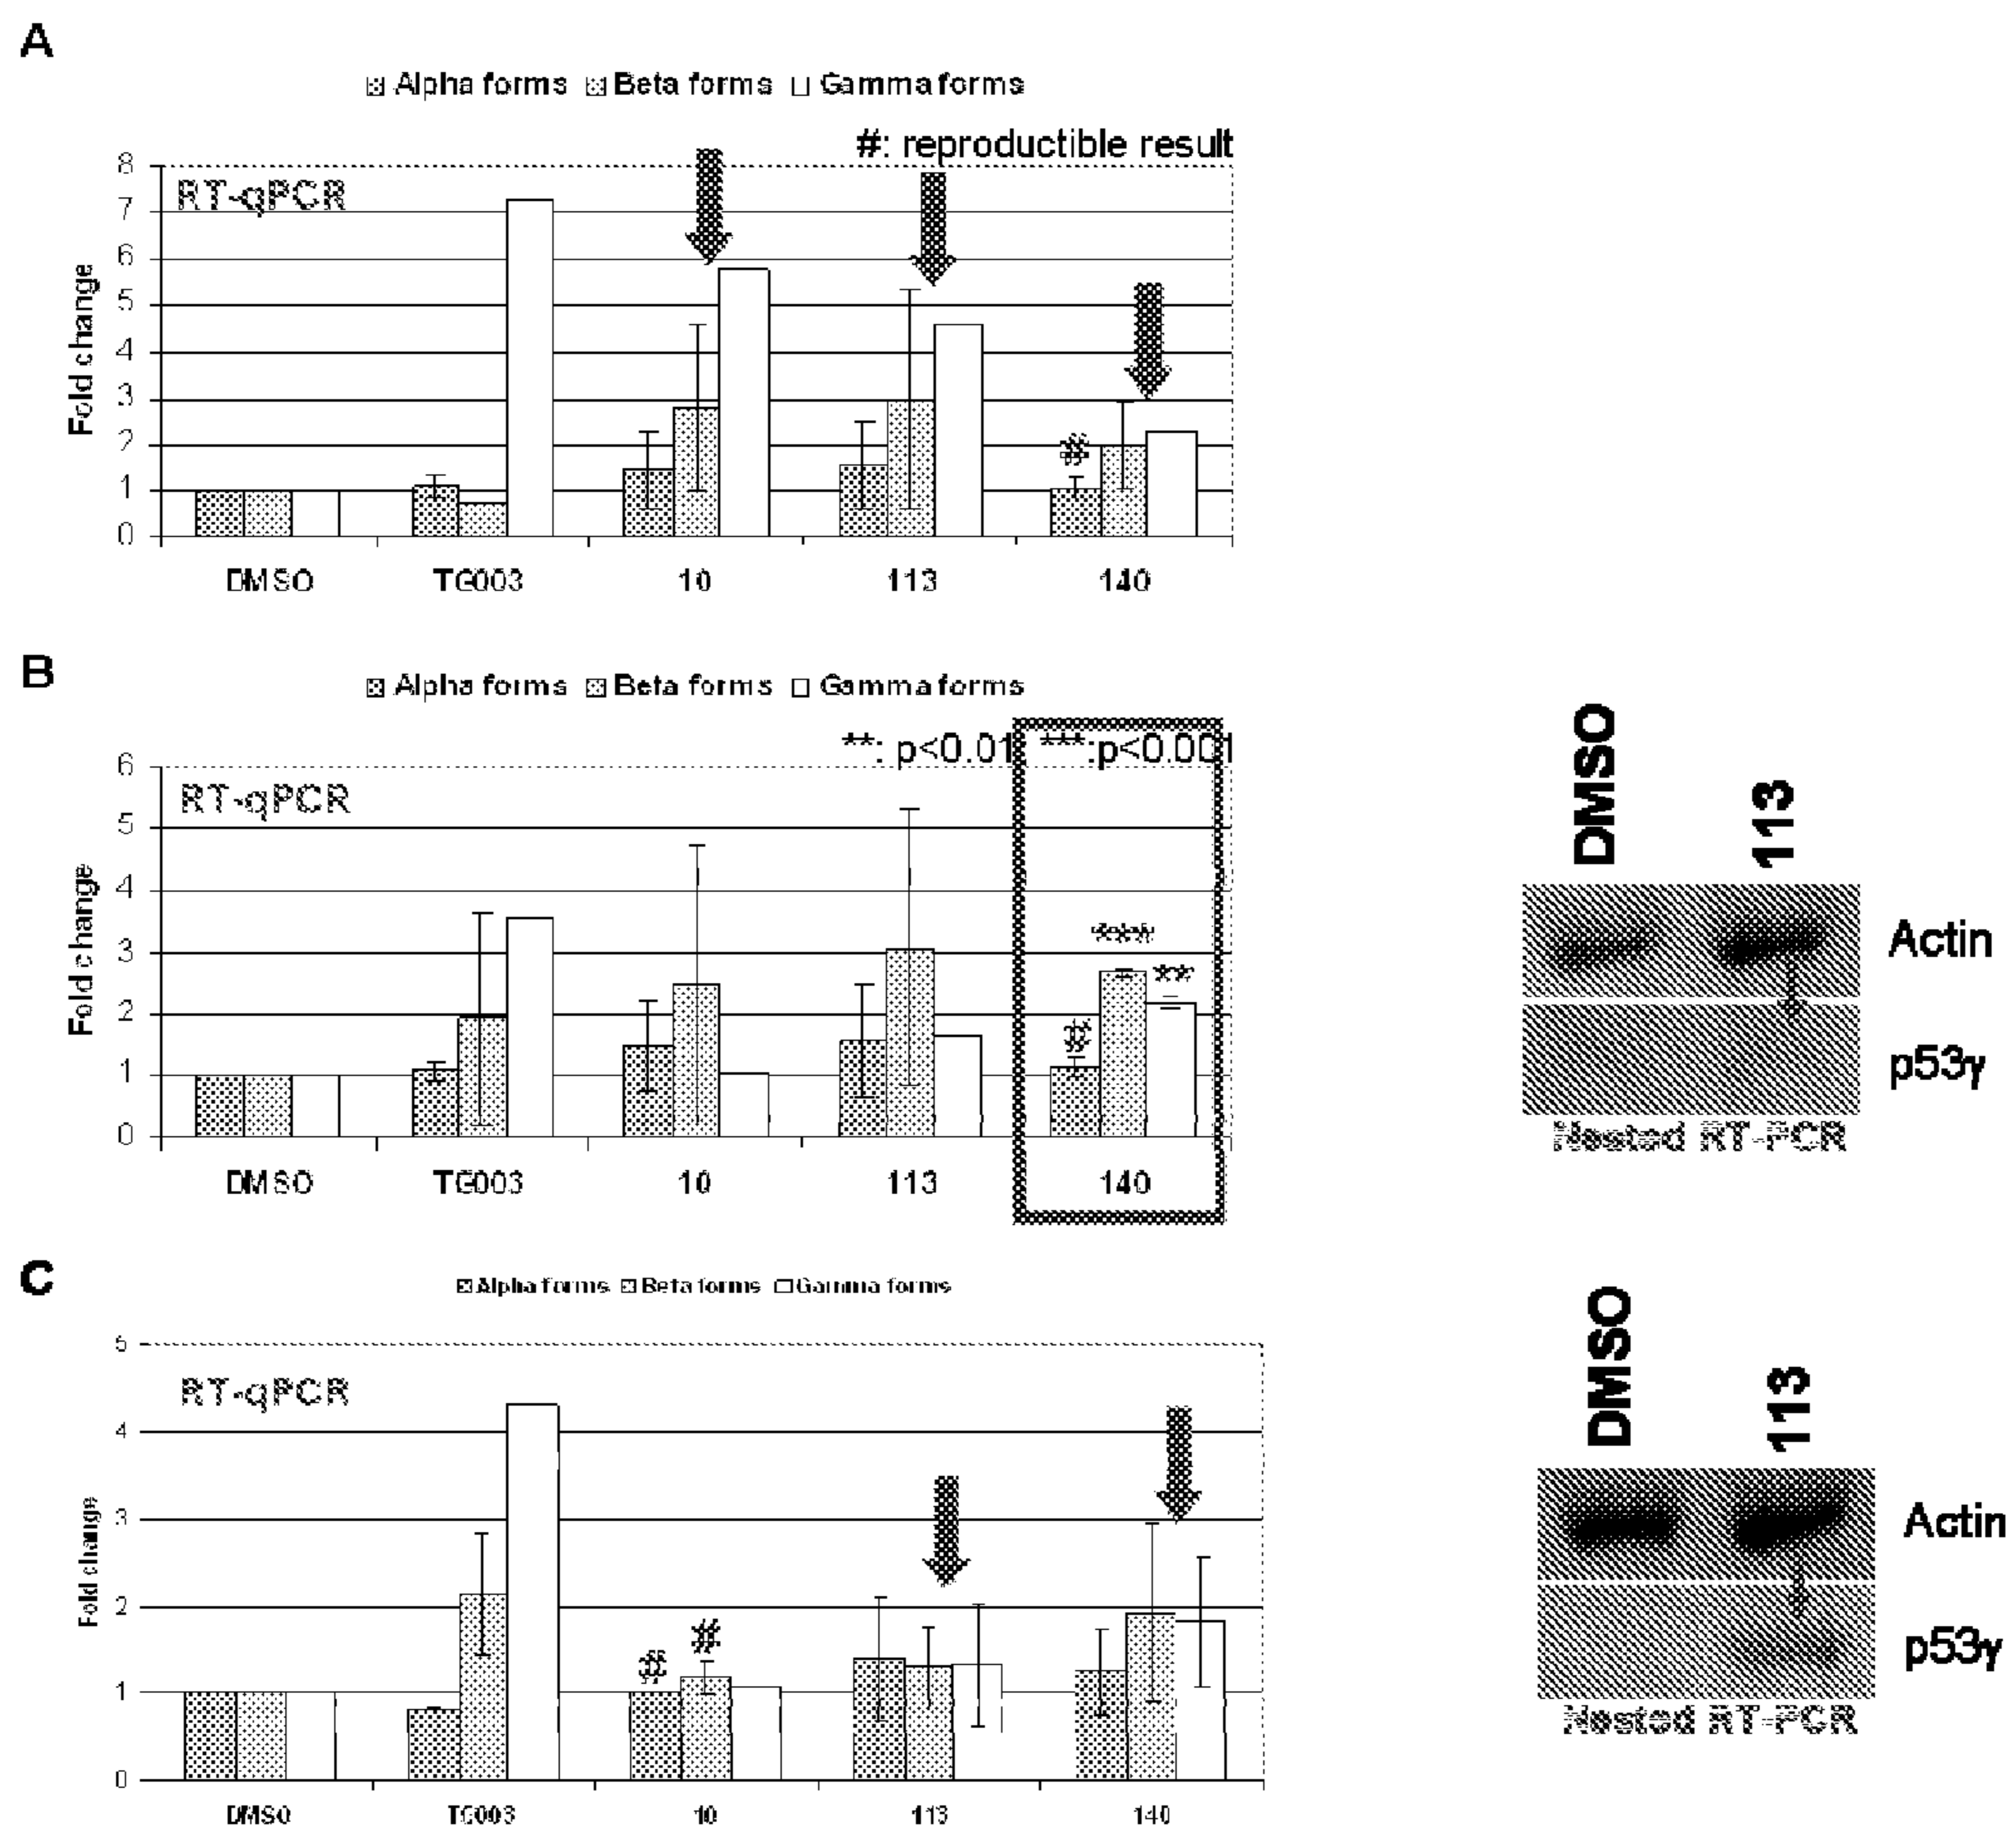 A
Alpha forms Beta forms Gamma forms
#: reproductible result
RT-qPCR
Fold change
8
7
6
5
4
3
2
1
0
#
DMSO TG003 10 113 140
B
Alpha forms Beta forms Gamma forms
**: p<0.01 ***:p<0.001
RT-qPCR
Fold change
6
5
4
3
2
1
0
#
***
**
DMSO TG003 10 113 140
DMSO 113
Actin
p53γ
Nested RT-PCR
C
Alpha forms Beta forms Gamma forms
RT-qPCR
Fold change
5
4
3
2
1
0
# #
DMSO TG003 10 113 140
DMSO 113
Actin
p53γ
Nested RT-PCR